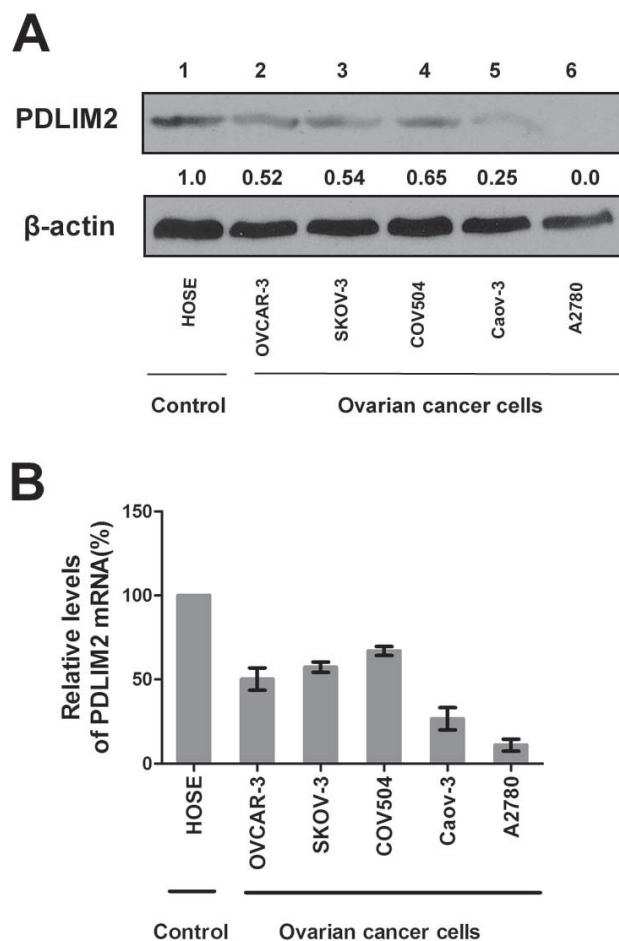 A
1 2 3 4 5 6
PDLIM2
1.0 0.52 0.54 0.65 0.25 0.0
β-actin
HOSE OVCAR-3 SKOV-3 COV504 Caov-3 A2780
Control Ovarian cancer cells
B
Relative levels
of PDLIM2 mRNA(%)
150
100
50
0
HOSE OVCAR-3 SKOV-3 COV504 Caov-3 A2780
Control Ovarian cancer cells